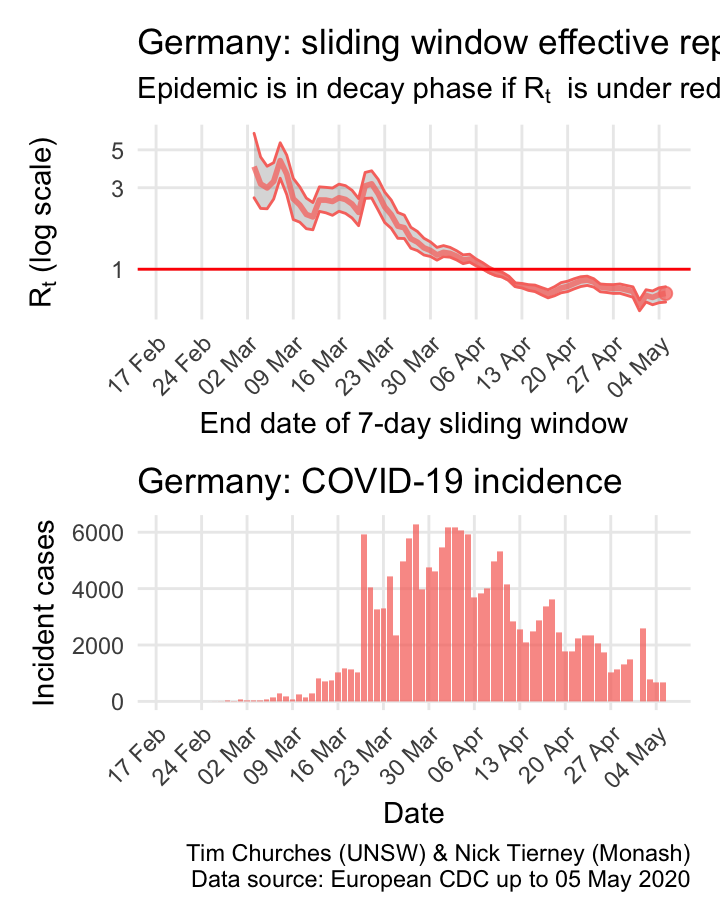 Germany: sliding window effective rep
Epidemic is in decay phase if Rt is under red
Rt (log scale)
5
3
1
17 Feb
24 Feb
02 Mar
09 Mar
16 Mar
23 Mar
30 Mar
06 Apr
13 Apr
20 Apr
27 Apr
04 May
End date of 7-day sliding window
Germany: COVID-19 incidence
Incident cases
6000
4000
2000
0
17 Feb
24 Feb
02 Mar
09 Mar
16 Mar
23 Mar
30 Mar
06 Apr
13 Apr
20 Apr
27 Apr
04 May
Date
Tim Churches (UNSW) & Nick Tierney (Monash)
Data source: European CDC up to 05 May 2020